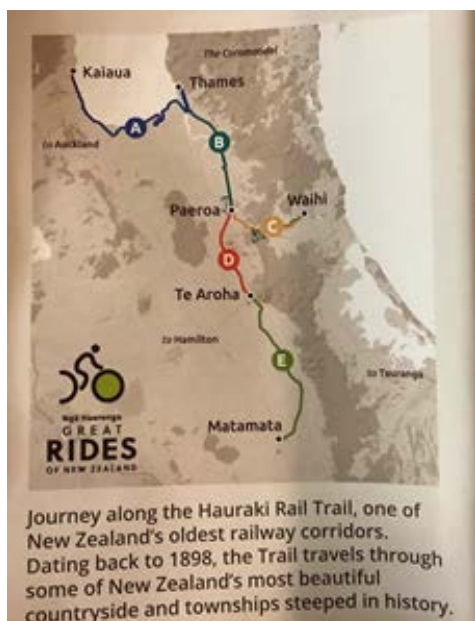 The Coromandel
Kaiaua
Thames
A
to Auckland
B
Waihi
Paeroa
C
D
Te Aroha
to Hamilton
E
to Tauranga
Ngā Haerenga
GREAT
RIDES
OF NEW ZEALAND
Matamata
Journey along the Hauraki Rail Trail, one of
New Zealand's oldest railway corridors.
Dating back to 1898, the Trail travels through
some of New Zealand's most beautiful
countryside and townships steeped in history.